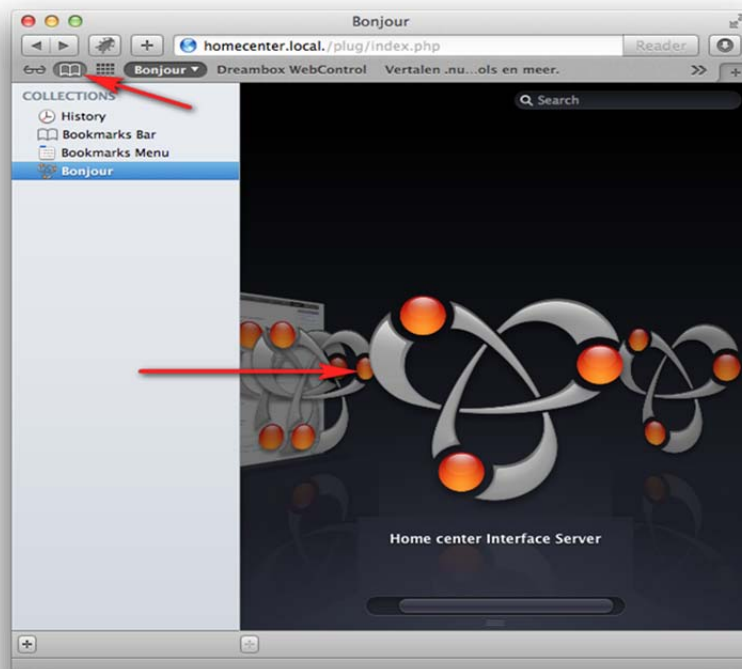 Bonjour
homecenter.local./plug/index.php
Reader
Bonjour
Dreambox WebControl
Vertalen .nu...ols en meer.
COLLECTIONS
Search
History
Bookmarks Bar
Bookmarks Menu
Bonjour
Home center Interface Server